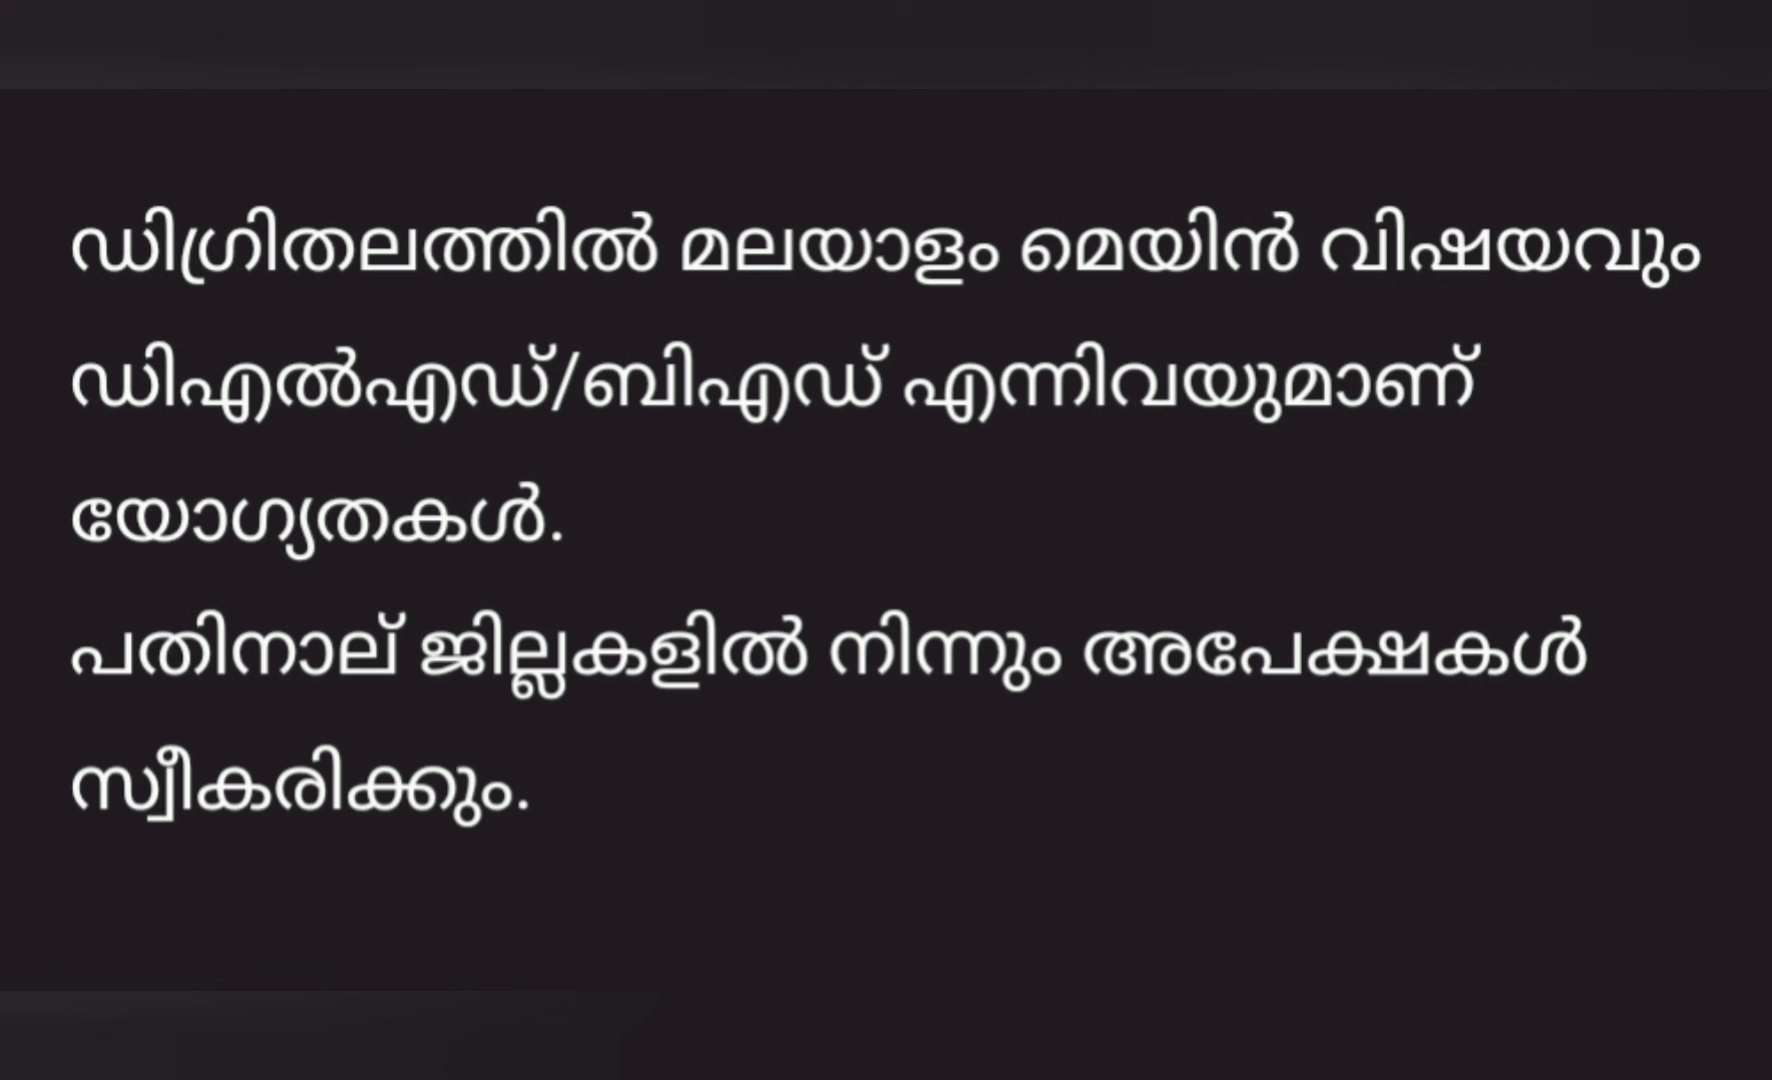 ഡിഗ്രിതലത്തിൽ മലയാളം മെയിൻ വിഷയവും
ഡിഎൽഎഡ്/ബിഎഡ് എന്നിവയുമാണ്
യോഗ്യതകൾ.
പതിനാല് ജില്ലകളിൽ നിന്നും അപേക്ഷകൾ
സ്വീകരിക്കും.